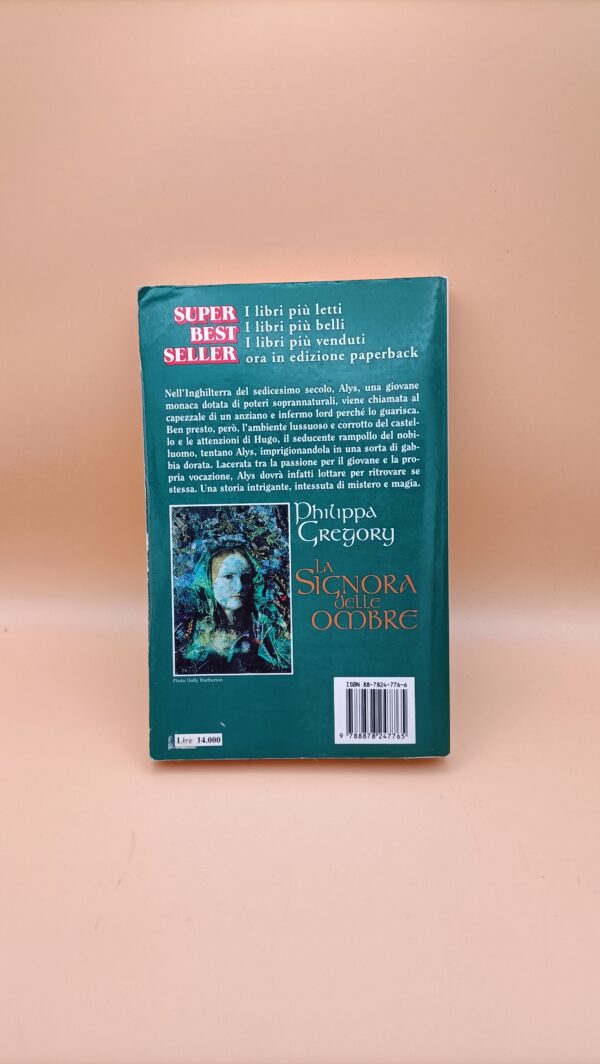 SUPER
BEST
SELLER
I libri più letti
I libri più belli
I libri più venduti
ora in edizione paperback
Nell'Inghilterra del sedicesimo secolo, Alys, una giovane
monaca dotata di poteri soprannaturali, viene chiamata al
capezzale di un anziano e infermo lord perché lo guarisca.
Ben presto, però, l'ambiente lussuoso e corrotto del castel-
lo e le attenzioni di Hugo, il seducente rampollo del nobi-
luomo, tentano Alys, imprigionandola in una sorta di gab-
bia dorata. Lacerata tra la passione per il giovane e la pro-
pria vocazione, Alys dovrà infatti lottare per ritrovare se
stessa. Una storia intrigante, intessuta di mistero e magia.
Philippa
Gregory
La
Signora
delle
ombre
Photo Holly Warburton
ISBN 88-7824-776-6
9 788878 247765
Lire 14.000